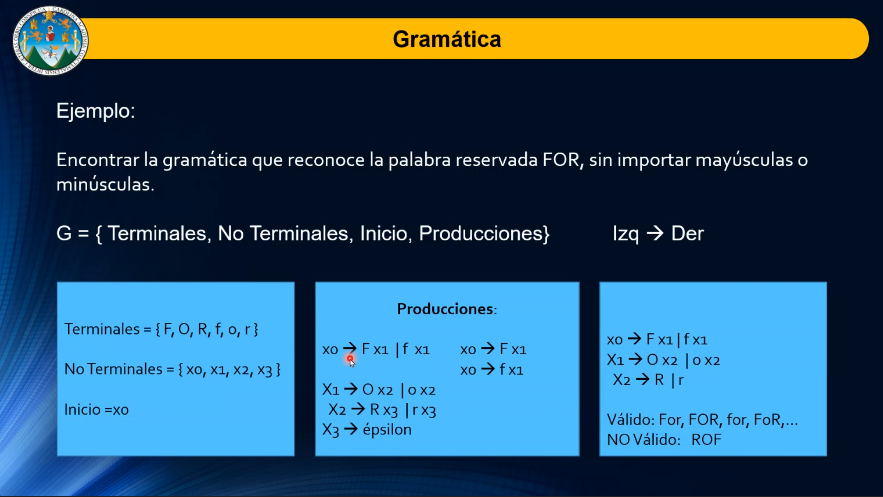 Gramática
Ejemplo:
Encontrar la gramática que reconoce la palabra reservada FOR, sin importar mayúsculas o
minúsculas.
G = { Terminales, No Terminales, Inicio, Producciones} Izq → Der
Terminales = { F, O, R, f, o, r }
No Terminales = { x0, x1, x2, x3 }
Inicio =x0
Producciones:
x0 → F x1 | f x1 x0 → F x1
x0 → f x1
X1 → O x2 | o x2
X2 → R x3 | r x3
X3 → épsilon
x0 → F x1 | f x1
X1 → O x2 | o x2
X2 → R | r
Válido: For, FOR, for, FoR,...
NO Válido: ROF